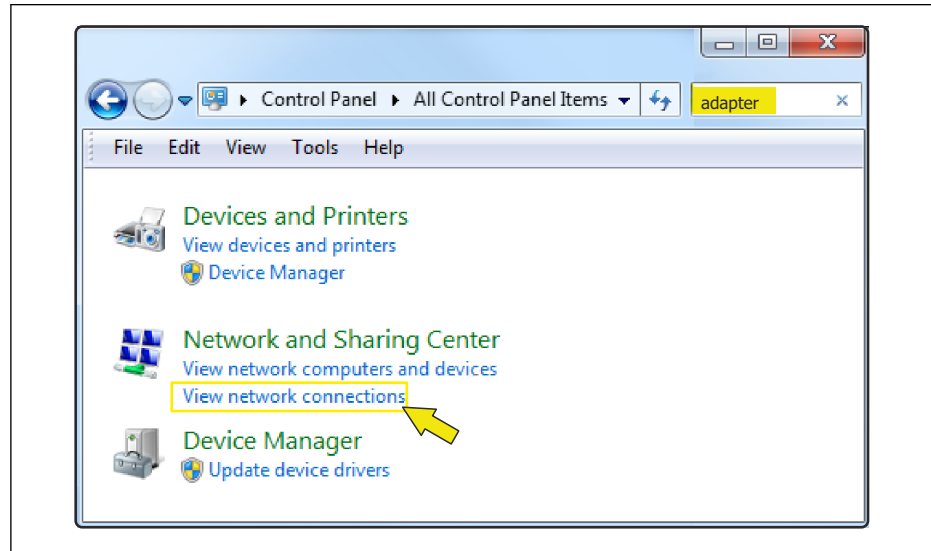 Control Panel All Control Panel Items adapter
File Edit View Tools Help
Devices and Printers
View devices and printers
Device Manager
Network and Sharing Center
View network computers and devices
View network connections
Device Manager
Update device drivers